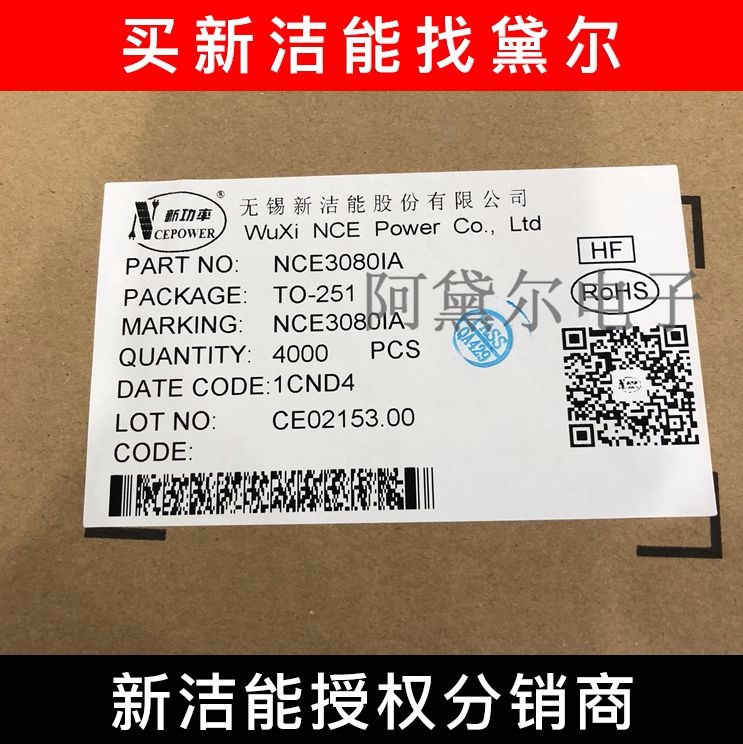 买新洁能找黛尔
新功率
NCEPOWER
®
无锡新洁能股份有限公司
WuXi NCE Power Co., Ltd
HF
PART NO: NCE3080IA
RoHS
PACKAGE: TO-251
阿黛尔电子
MARKING: NCE3080IA
PASS
QA429
QUANTITY: 4000 PCS
DATE CODE: 1CND4
LOT NO: CE02153.00
CODE:
新洁能授权分销商